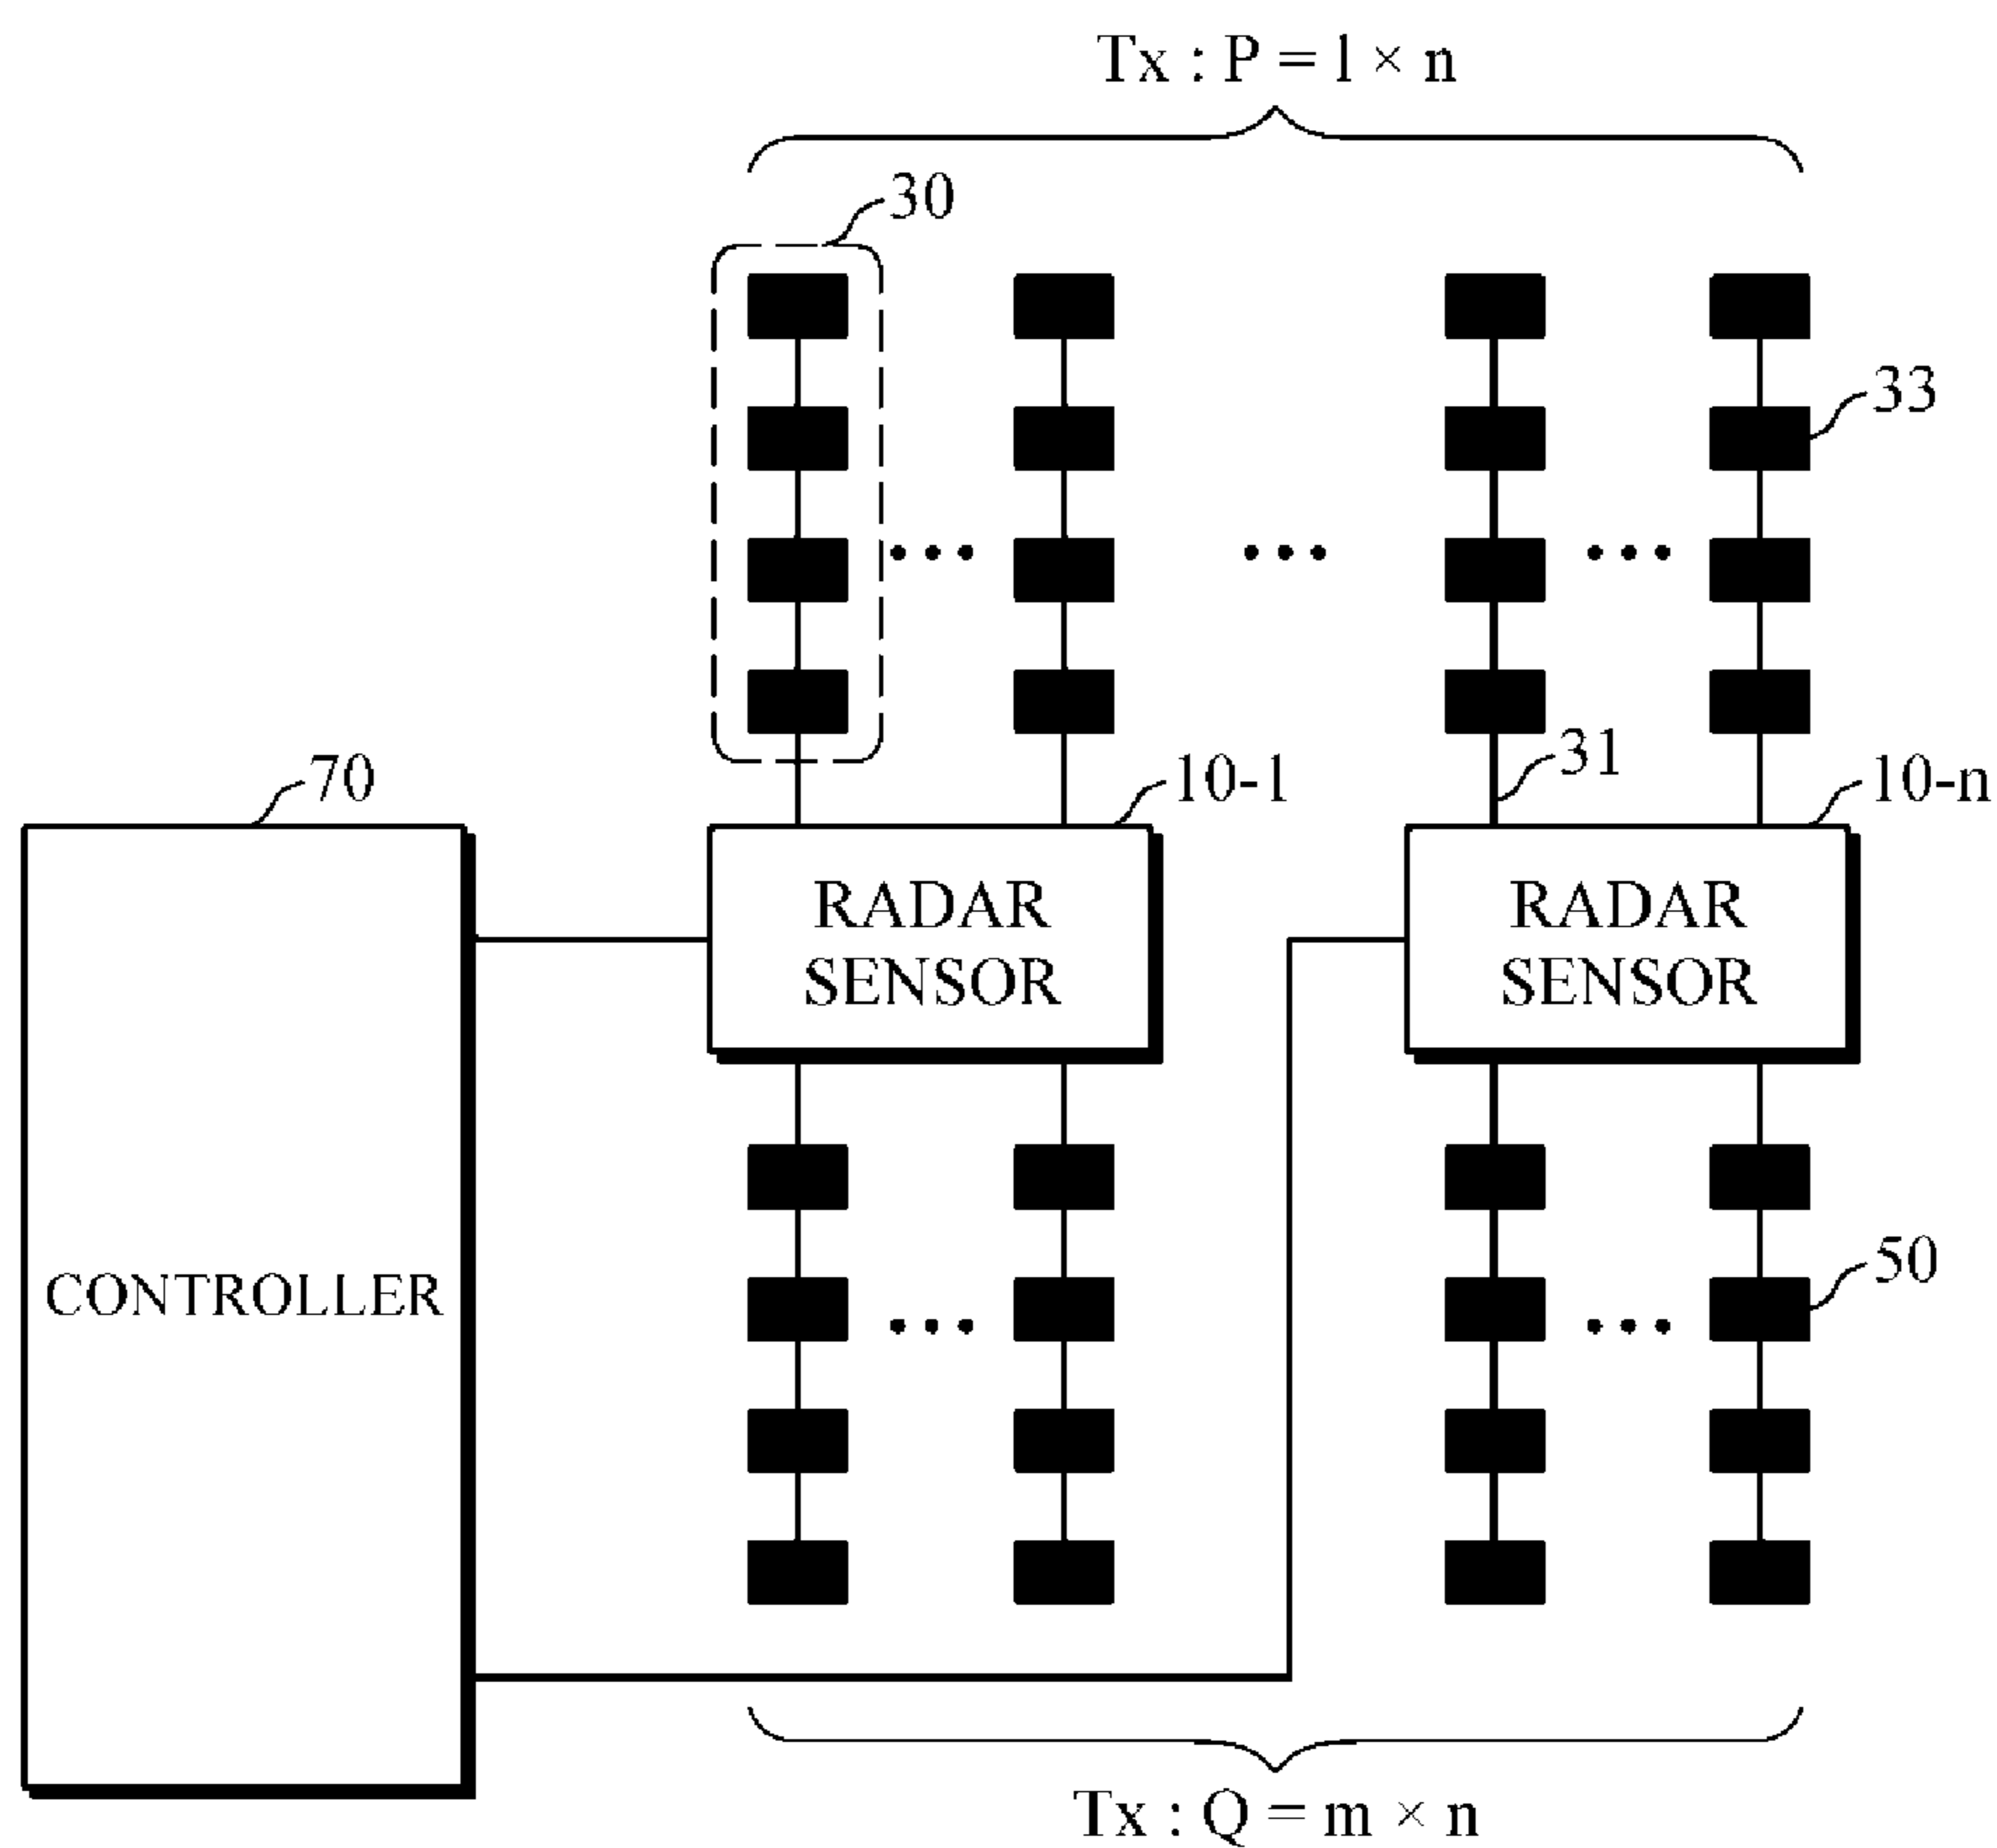 Tx : P = l × n
30
33
31
70
10-1
10-n
RADAR
SENSOR
RADAR
SENSOR
50
CONTROLLER
Tx : Q = m × n